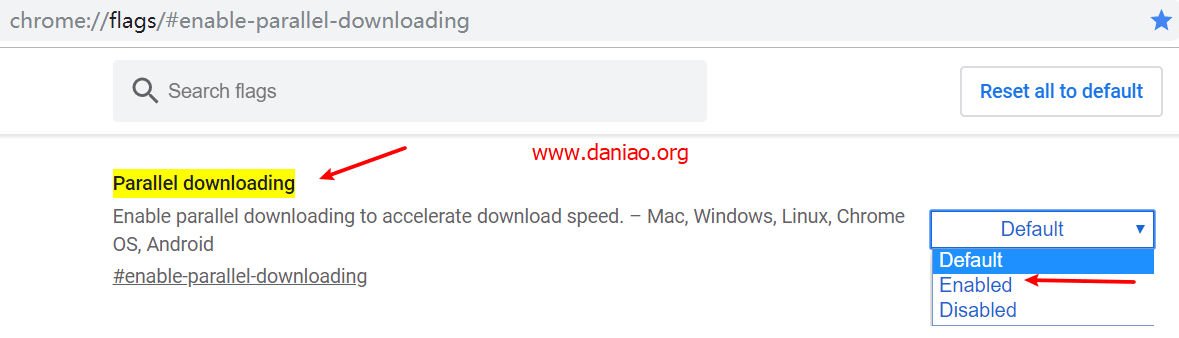 chrome://flags/#enable-parallel-downloading
Search flags
Reset all to default
www.daniao.org
Parallel downloading
Enable parallel downloading to accelerate download speed. – Mac, Windows, Linux, Chrome
OS, Android
#enable-parallel-downloading
Default
Default
Enabled
Disabled